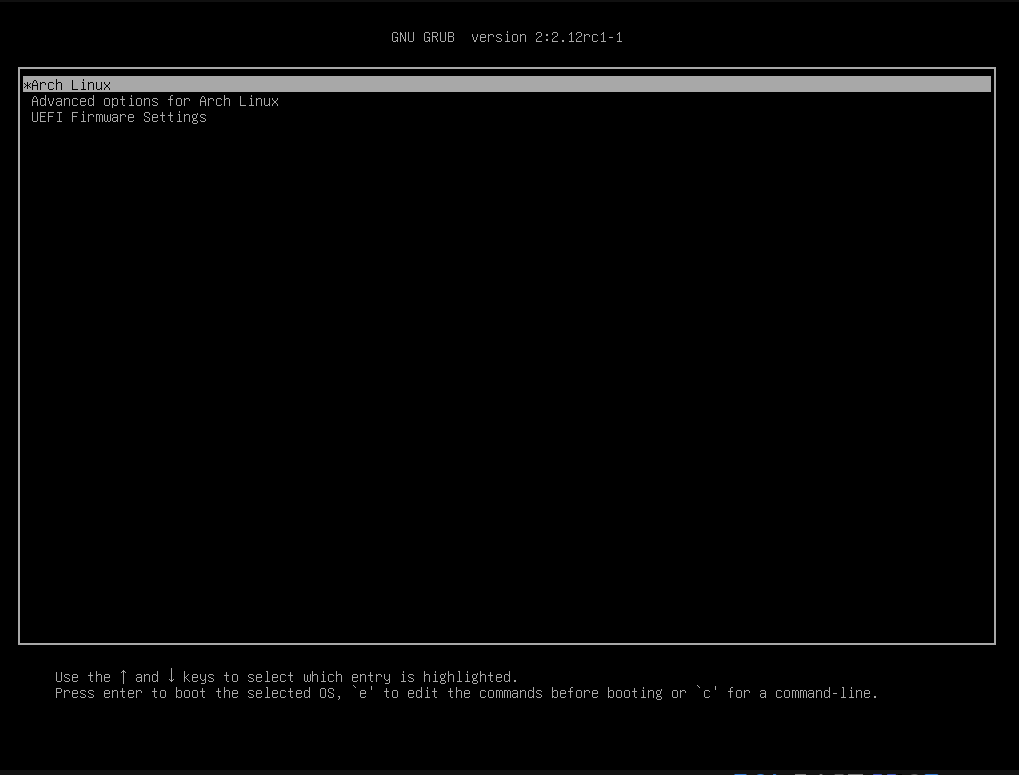 GNU GRUB  version 2:2.12rc1-1
*Arch Linux
Advanced options for Arch Linux
UEFI Firmware Settings
Use the ↑ and ↓ keys to select which entry is highlighted.
Press enter to boot the selected OS, `e' to edit the commands before booting or `c' for a command-line.